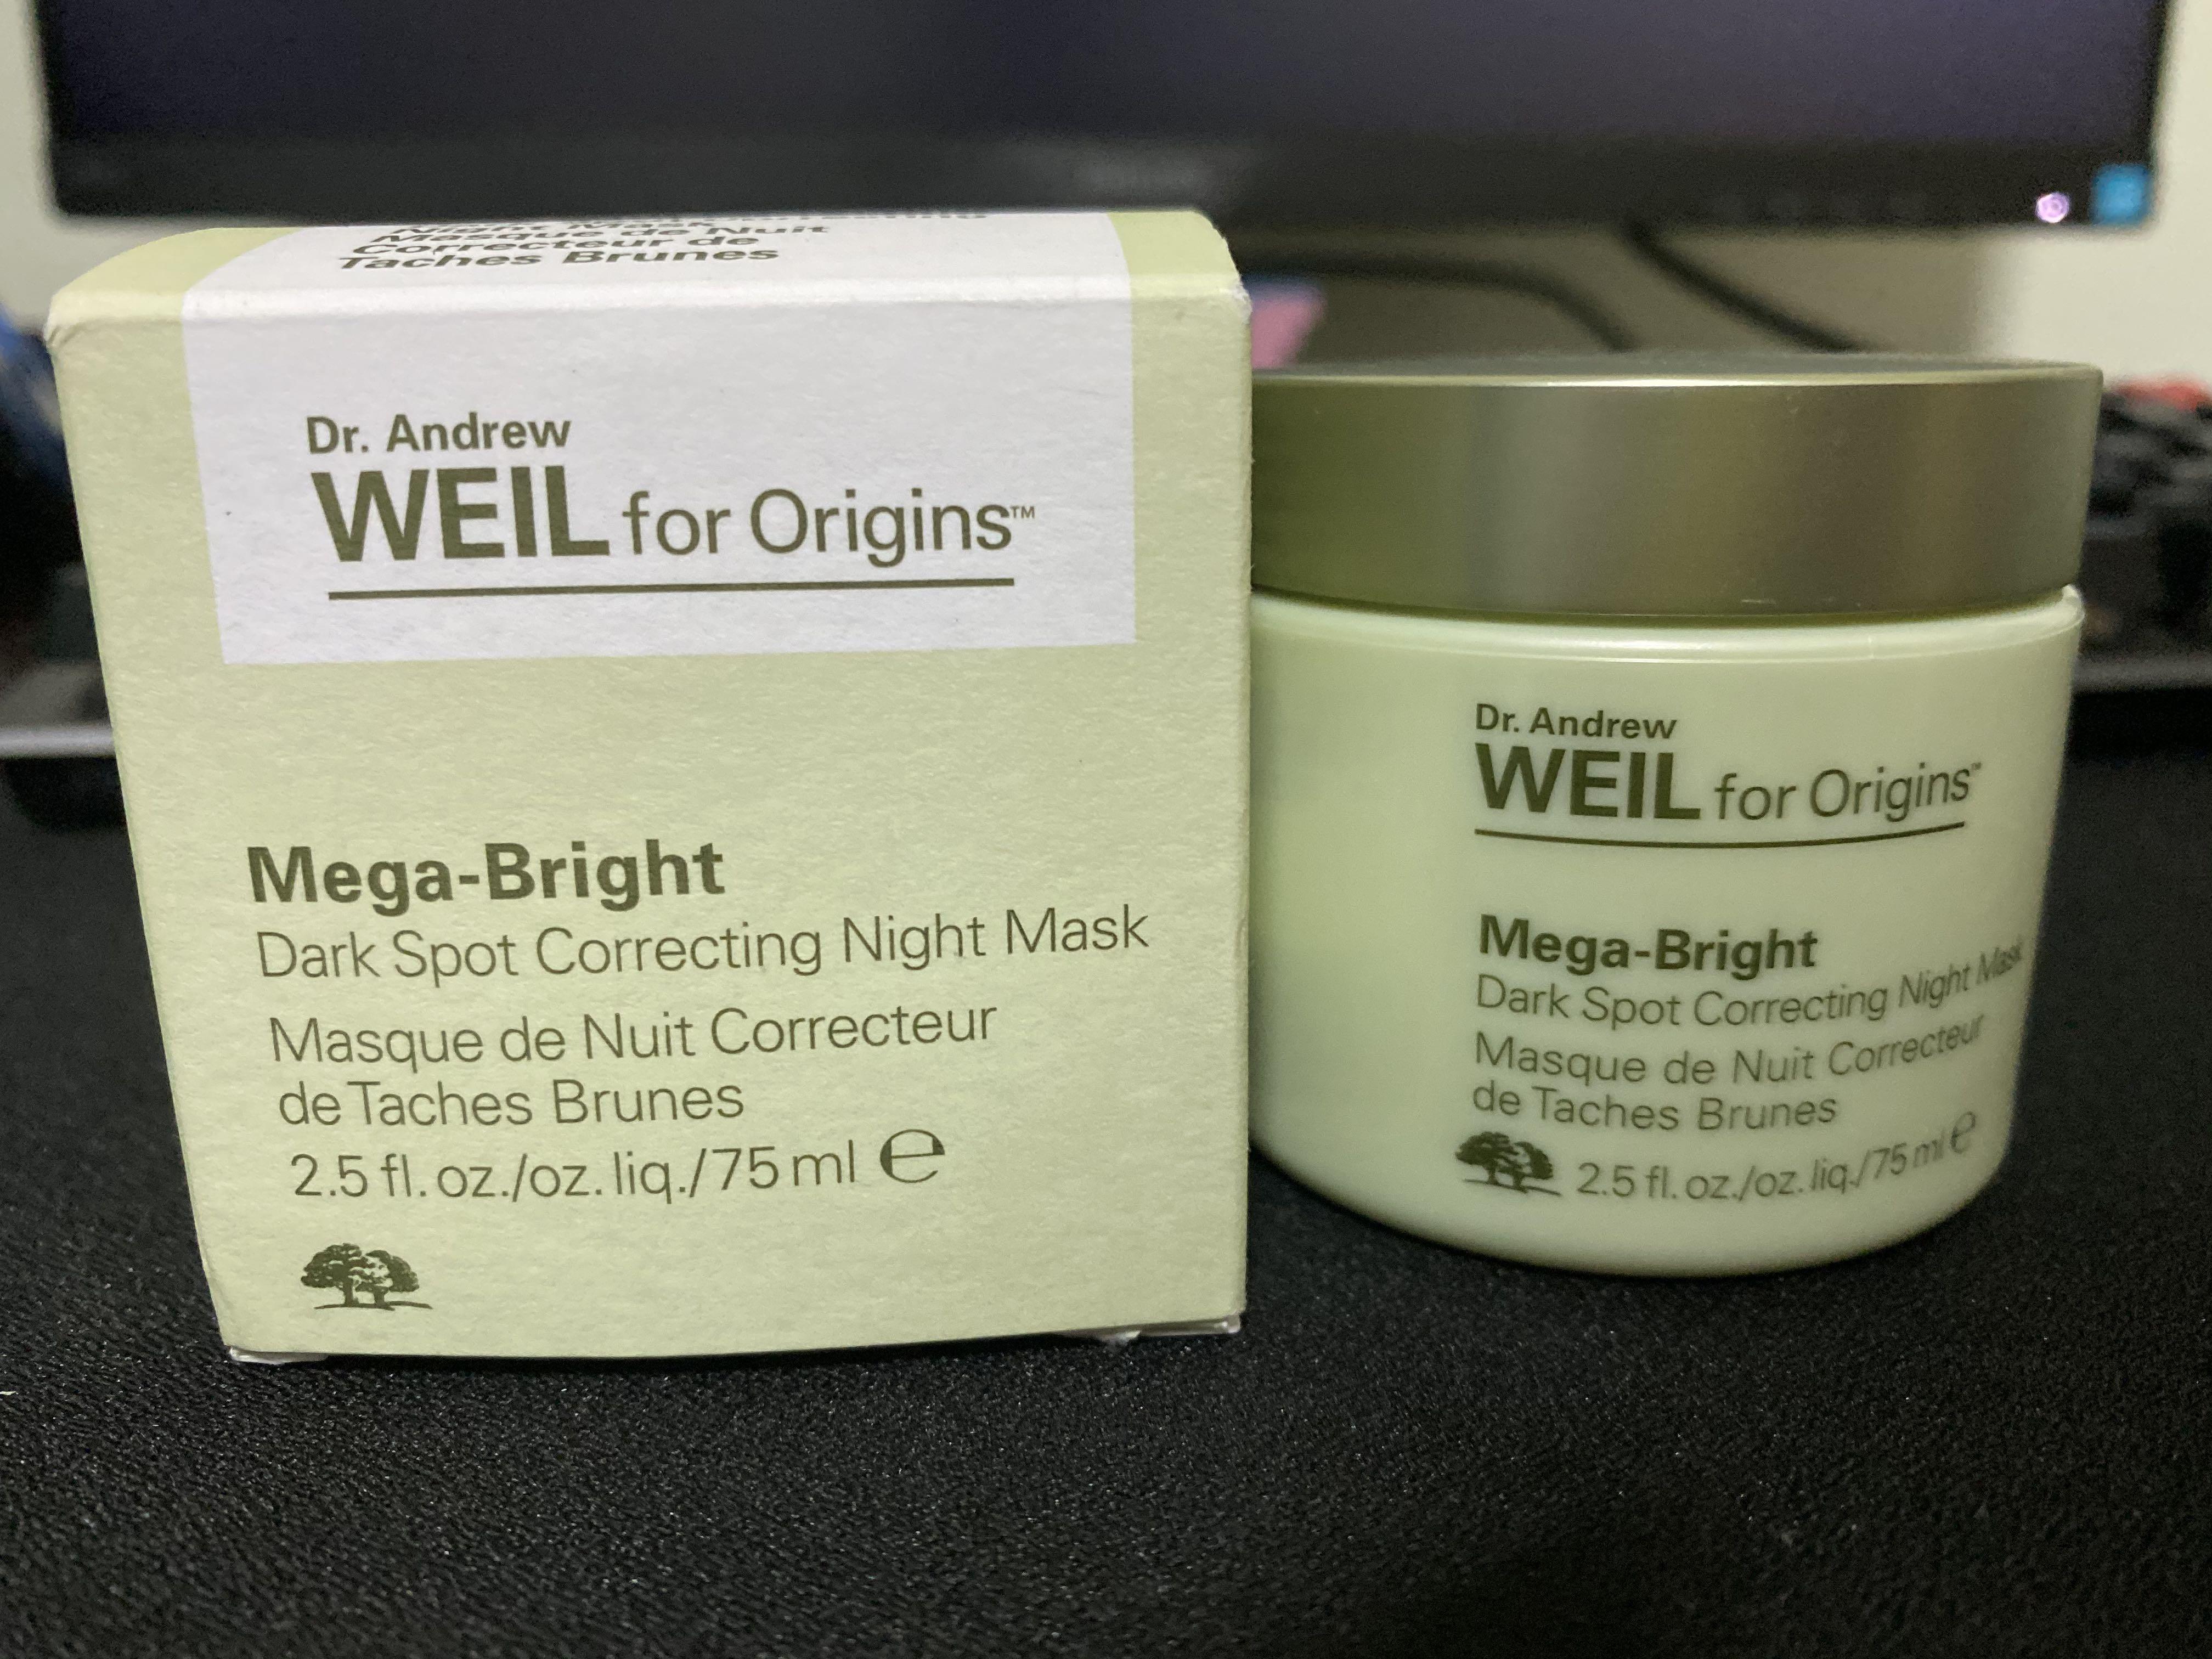 Night Mask
Masque de Nuit
Correcteur de
Taches Brunes
Dr. Andrew
WEIL for Origins™
Mega-Bright
Dark Spot Correcting Night Mask
Masque de Nuit Correcteur
de Taches Brunes
2.5 fl. oz./oz. liq./75 ml ℮
Dr. Andrew
WEIL for Origins™
Mega-Bright
Dark Spot Correcting Night Mask
Masque de Nuit Correcteur
de Taches Brunes
2.5 fl. oz./oz. liq./75 ml ℮